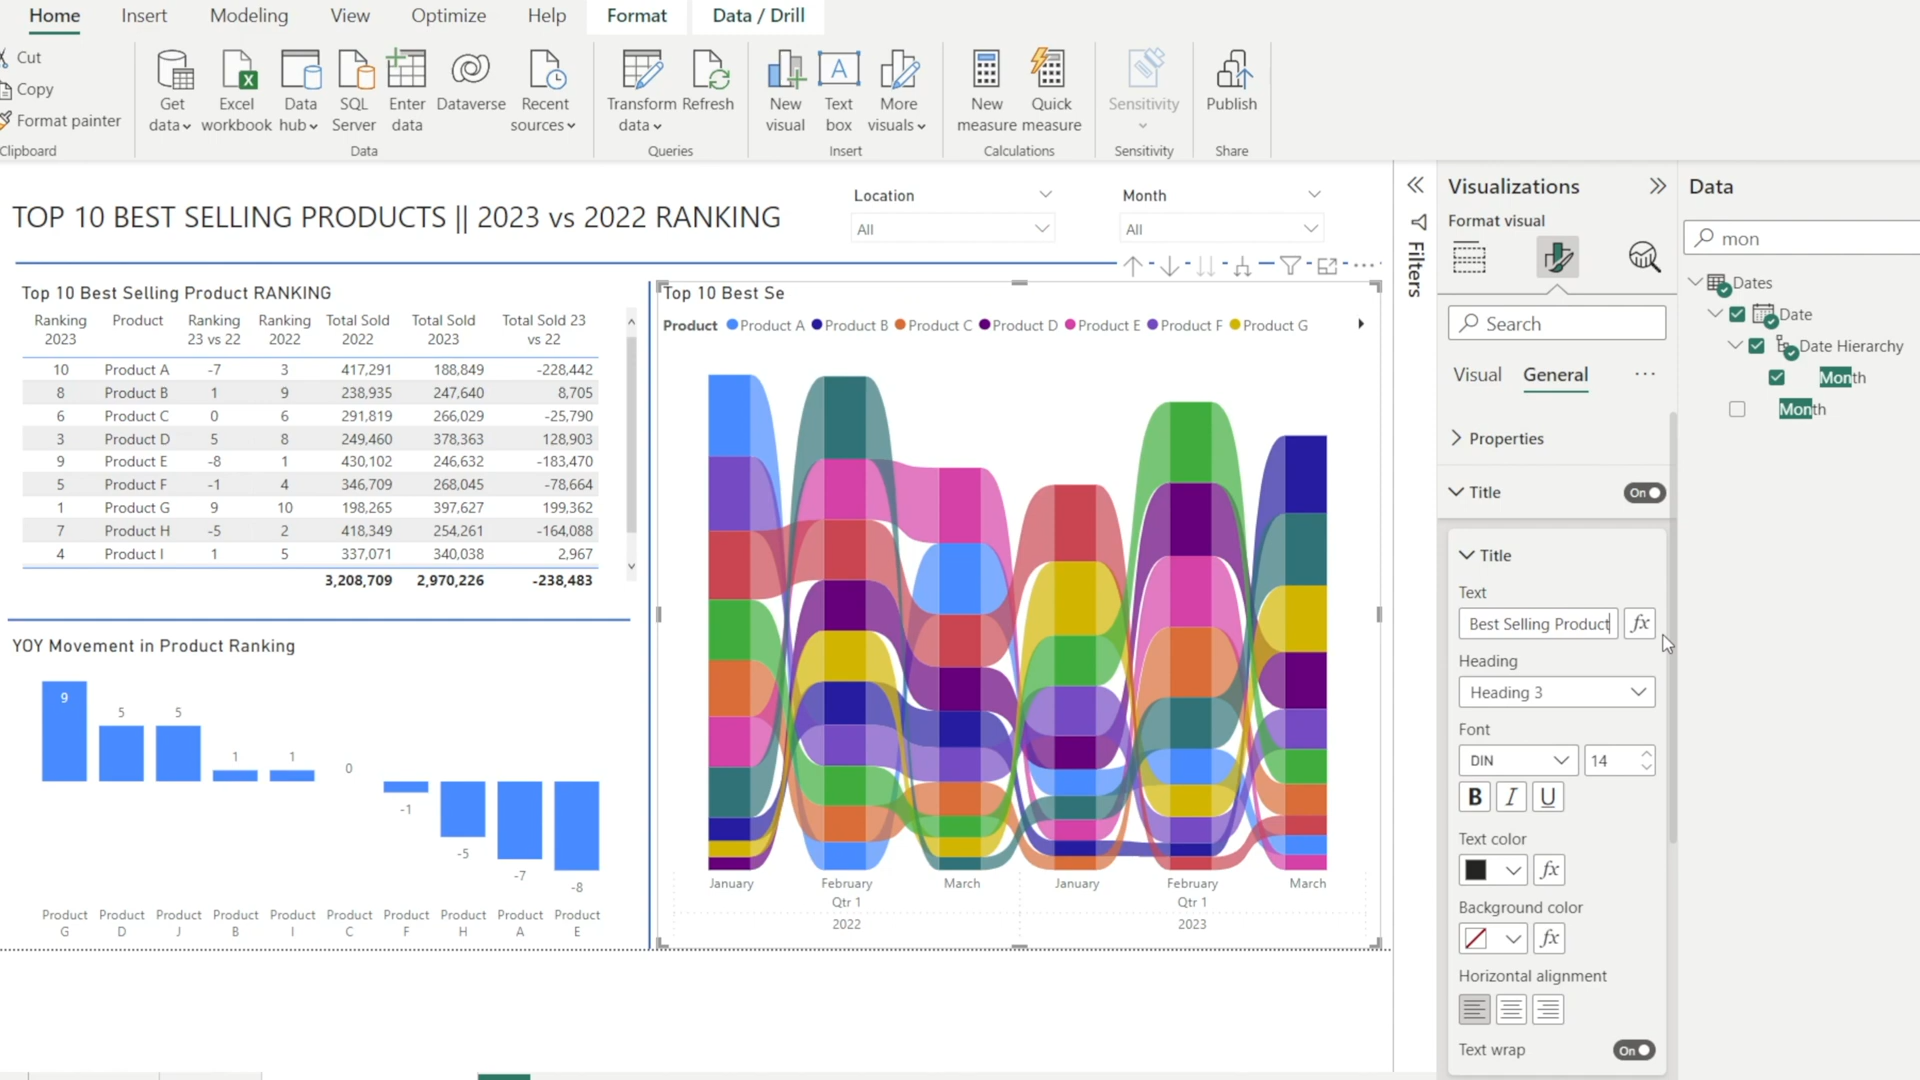 Home Insert Modeling View Optimize Help Format Data / Drill
Cut
Copy
Format painter
Clipboard
Get data
Excel workbook
Data hub
SQL Server
Enter data
Dataverse
Recent sources
Data
Transform data
Refresh
Queries
New visual
A
Text box
More visuals
Insert
New measure
Quick measure
Calculations
Sensitivity
Sensitivity
Publish
Share
TOP 10 BEST SELLING PRODUCTS || 2023 vs 2022 RANKING
Location
All
Month
All
Top 10 Best Selling Product RANKING
Ranking 2023 Product Ranking 23 vs 22 Ranking 2022 Total Sold 2022 Total Sold 2023 Total Sold 23 vs 22
10 Product A -7 3 417,291 188,849 -228,442
8 Product B 1 9 238,935 247,640 8,705
6 Product C 0 6 291,819 266,029 -25,790
3 Product D 5 8 249,460 378,363 128,903
9 Product E -8 1 430,102 246,632 -183,470
5 Product F -1 4 346,709 268,045 -78,664
1 Product G 9 10 198,265 397,627 199,362
7 Product H -5 2 418,349 254,261 -164,088
4 Product I 1 5 337,071 340,038 2,967
3,208,709 2,970,226 -238,483
YOY Movement in Product Ranking
9 5 5 1 1 0 -1 -5 -7 -8
Product G Product D Product J Product B Product I Product C Product F Product H Product A Product E
Top 10 Best Se
Product Product A Product B Product C Product D Product E Product F Product G
January February March January February March
Qtr 1 Qtr 1
2022 2023
Filters
Visualizations
Format visual
Search
Visual General ...
Properties
Title On
Title
Text
Best Selling Product fx
Heading
Heading 3
Font
DIN 14
B I U
Text color
fx
Background color
fx
Horizontal alignment
Text wrap On
Data
mon
Dates
Date
Date Hierarchy
Month
Month